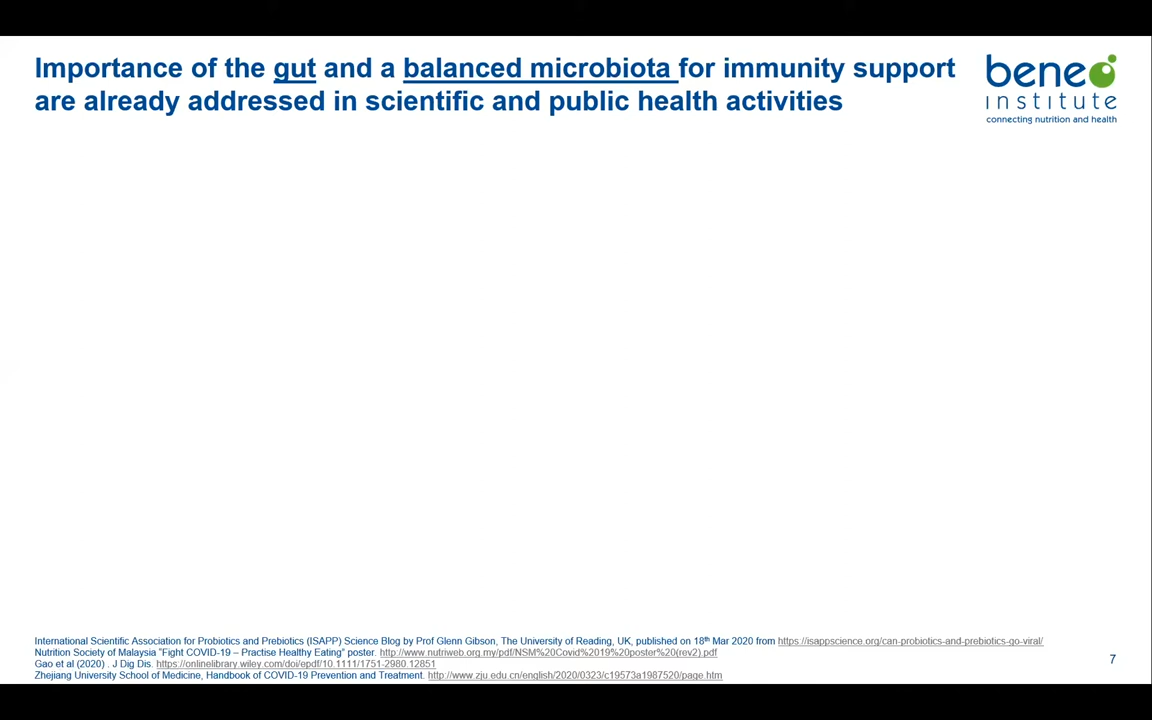 Importance of the gut and a balanced microbiota for immunity support
are already addressed in scientific and public health activities
beneo
institute
connecting nutrition and health
International Scientific Association for Probiotics and Prebiotics (ISAPP) Science Blog by Prof Glenn Gibson, The University of Reading, UK, published on 18th Mar 2020 from https://isappscience.org/can-probiotics-and-prebiotics-go-viral/
Nutrition Society of Malaysia "Fight COVID-19 – Practise Healthy Eating" poster. http://www.nutriweb.org.my/pdf/NSM%20Covid%2019%20poster%20(rev2).pdf
Gao et al (2020) . J Dig Dis. https://onlinelibrary.wiley.com/doi/epdf/10.1111/1751-2980.12851
Zhejiang University School of Medicine, Handbook of COVID-19 Prevention and Treatment. http://www.zju.edu.cn/english/2020/0323/c19573a1987520/page.htm
7